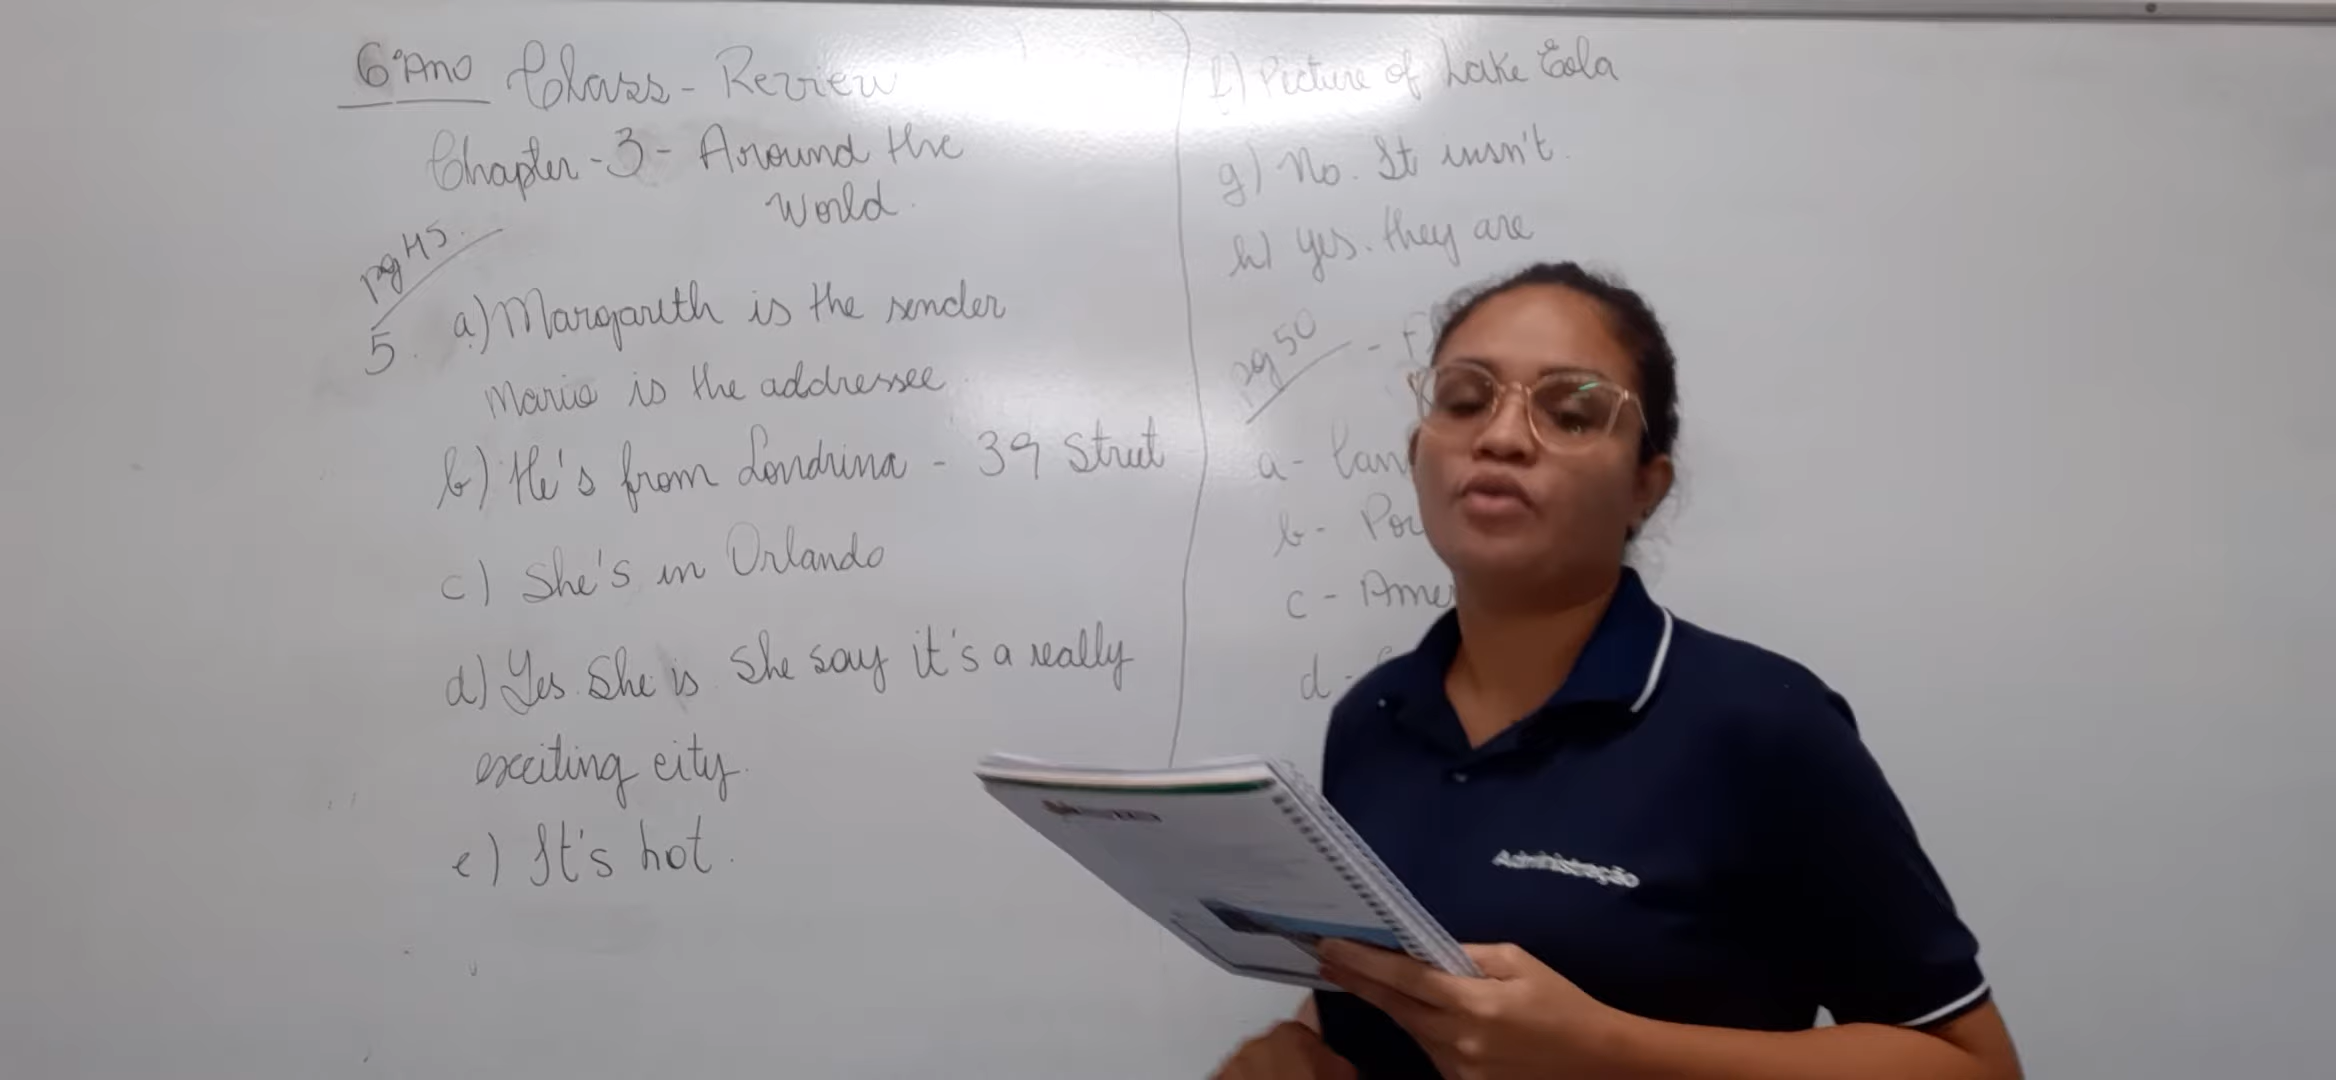 6º Ano Class - Review
Chapter - 3 - Around the
World.
pg 45.
5. a) Margareth is the sender
Mario is the addressee.
b) He's from Londrina - 39 Street
c) She's in Orlando
d) Yes. She is She say it's a really
exciting city.
e) It's hot.
f) Picture of Lake Eola
g) No. It insn't.
h) yes. they are
pg 50 -
a -
b -
c -
d -
Administração